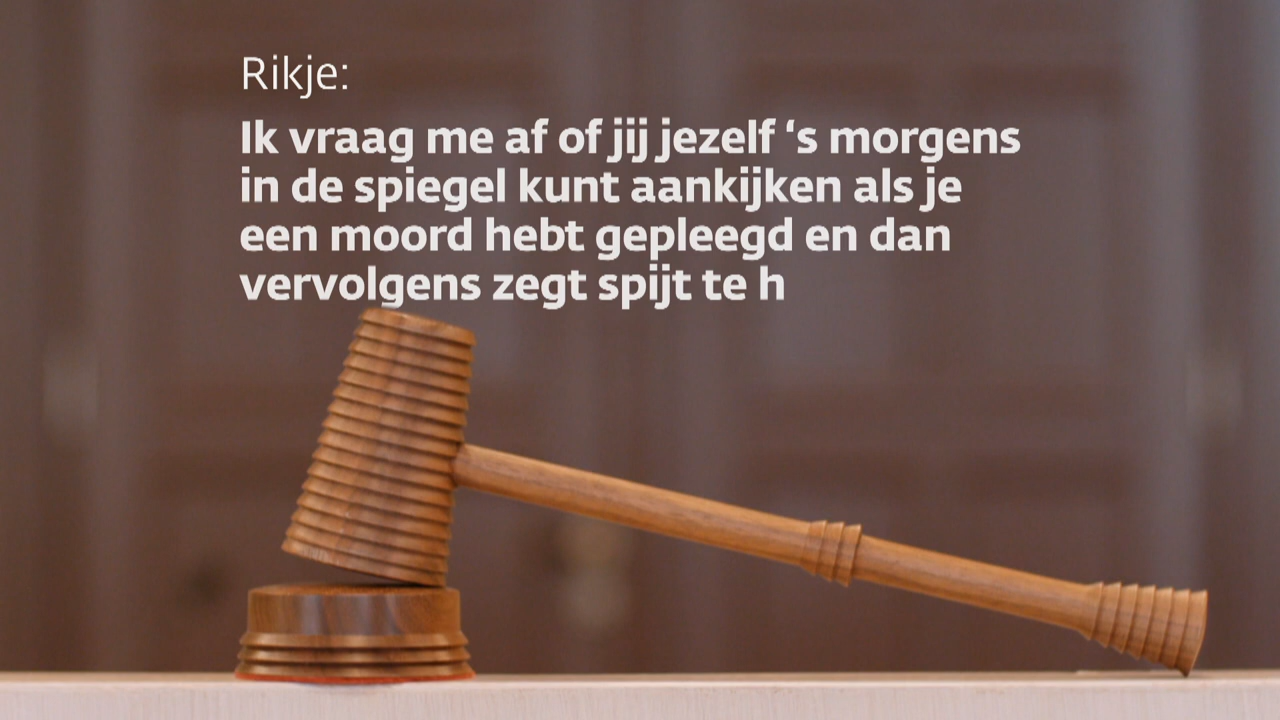 Rikje:
Ik vraag me af of jij jezelf ‘s morgens
in de spiegel kunt aankijken als je
een moord hebt gepleegd en dan
vervolgens zegt spijt te h